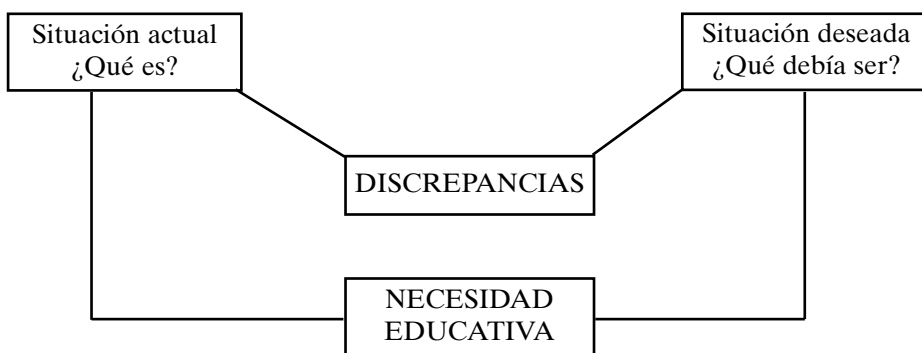 Situación actual
¿Qué es?
Situación deseada
¿Qué debía ser?
DISCREPANCIAS
NECESIDAD
EDUCATIVA